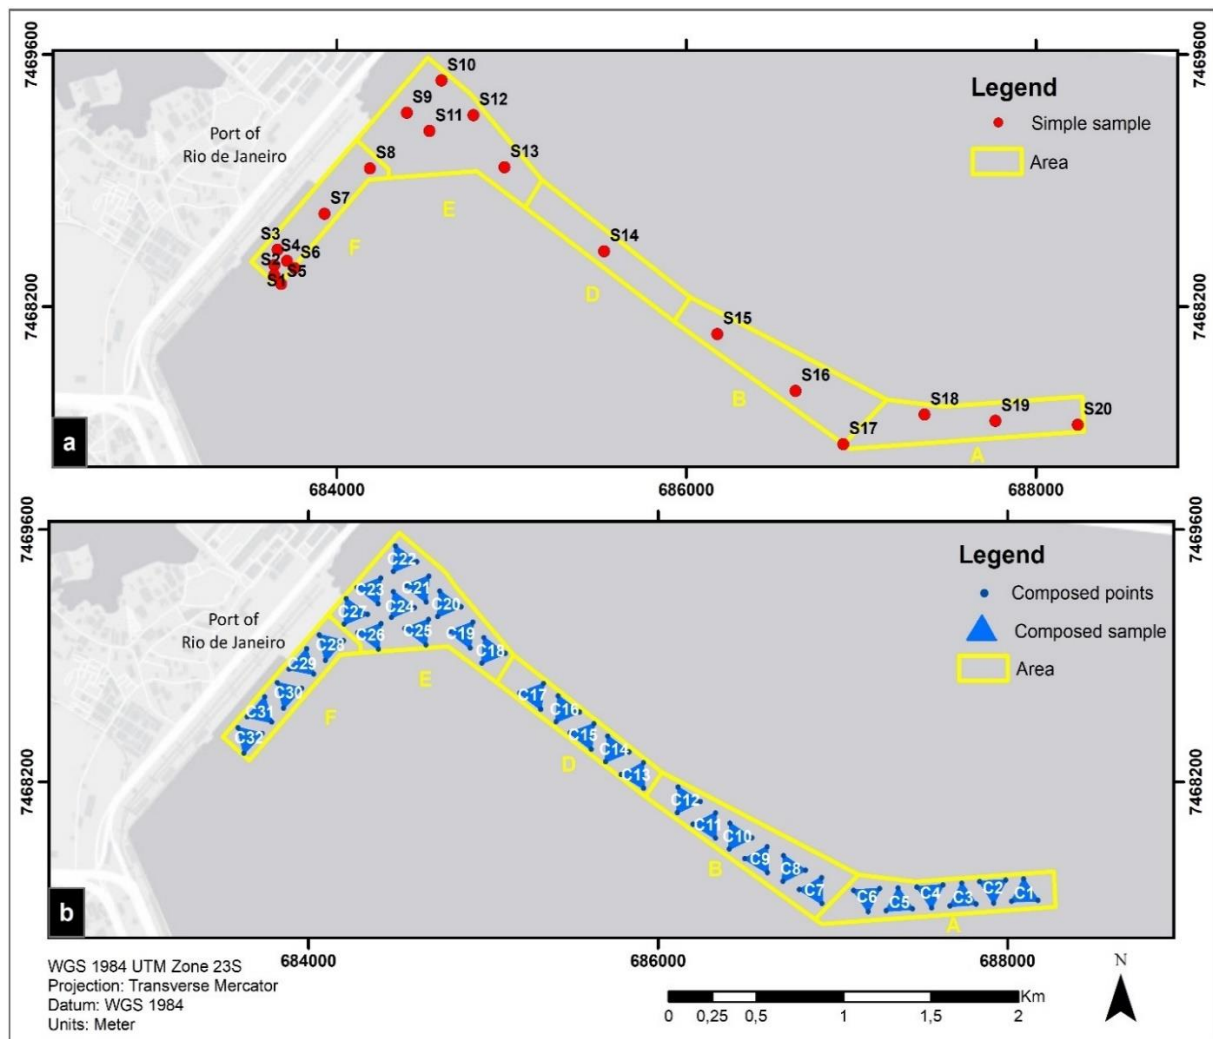 7469600
7469600
S10
S9
S12
S11
Legend
Simple sample
Area
Port of
Rio de Janeiro
S8
S13
E
S7
S3
S4
S6
F
S2
S5
S1
S14
D
7468200
7468200
S15
S16
B
S17
S18
S19
S20
A
a
684000
686000
688000
7469600
7469600
C22
Legend
Composed points
Composed sample
Area
C23
C21
C27
C24
C20
Port of
Rio de Janeiro
C26
C25
C19
C28
C18
C29
E
C30
C17
C31
F
C16
C32
C15
C14
D
C13
7468200
7468200
C12
C11
C10
C9
C8
B
C7
C6
C5
C4
C3
C2
C1
A
b
684000
686000
688000
WGS 1984 UTM Zone 23S
Projection: Transverse Mercator
Datum: WGS 1984
Units: Meter
Km
0 0,25 0,5 1 1,5 2
N